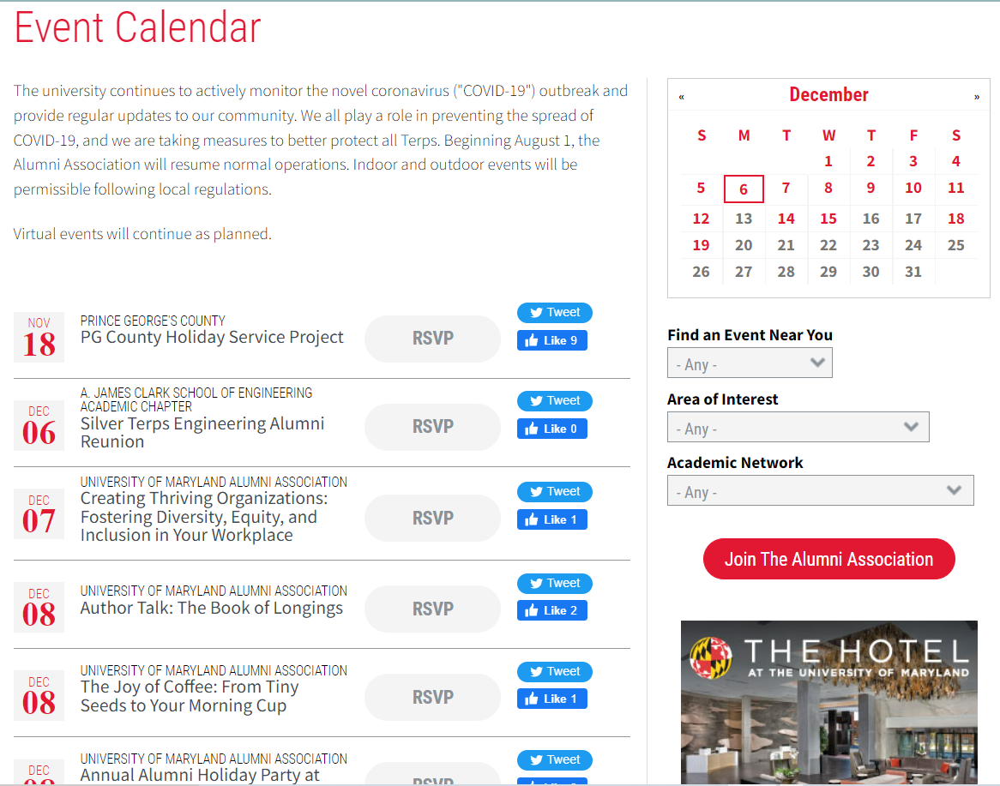 Event Calendar
The university continues to actively monitor the novel coronavirus ("COVID-19") outbreak and
provide regular updates to our community. We all play a role in preventing the spread of
COVID-19, and we are taking measures to better protect all Terps. Beginning August 1, the
Alumni Association will resume normal operations. Indoor and outdoor events will be
permissible following local regulations.
Virtual events will continue as planned.
NOV
18
PRINCE GEORGE'S COUNTY
PG County Holiday Service Project
RSVP
Tweet
Like 9
DEC
06
A. JAMES CLARK SCHOOL OF ENGINEERING
ACADEMIC CHAPTER
Silver Terps Engineering Alumni
Reunion
RSVP
Tweet
Like 0
DEC
07
UNIVERSITY OF MARYLAND ALUMNI ASSOCIATION
Creating Thriving Organizations:
Fostering Diversity, Equity, and
Inclusion in Your Workplace
RSVP
Tweet
Like 1
DEC
08
UNIVERSITY OF MARYLAND ALUMNI ASSOCIATION
Author Talk: The Book of Longings
RSVP
Tweet
Like 2
DEC
08
UNIVERSITY OF MARYLAND ALUMNI ASSOCIATION
The Joy of Coffee: From Tiny
Seeds to Your Morning Cup
RSVP
Tweet
Like 1
DEC
UNIVERSITY OF MARYLAND ALUMNI ASSOCIATION
Annual Alumni Holiday Party at
RSVP
Tweet
Like
« December »
S M T W T F S
1 2 3 4
5 6 7 8 9 10 11
12 13 14 15 16 17 18
19 20 21 22 23 24 25
26 27 28 29 30 31
Find an Event Near You
- Any -
Area of Interest
- Any -
Academic Network
- Any -
Join The Alumni Association
THE HOTEL
AT THE UNIVERSITY OF MARYLAND